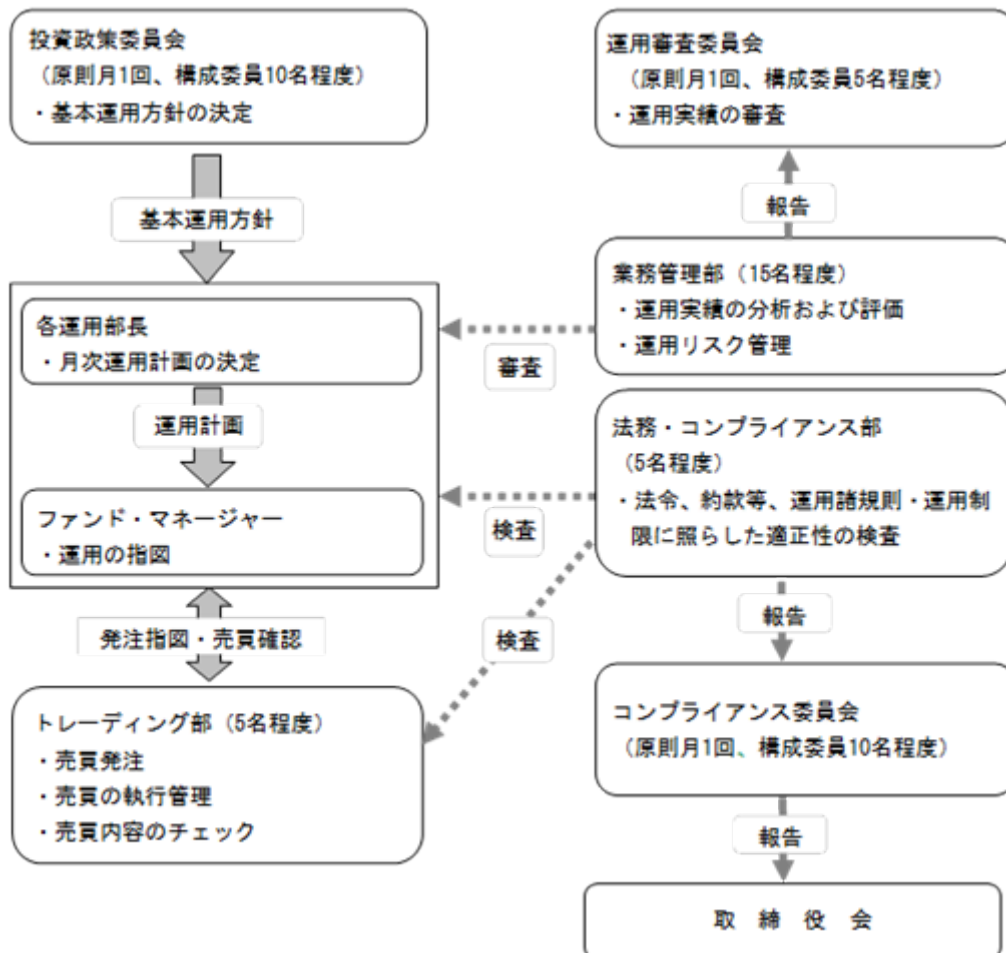 投資政策委員会
（原則月1回、構成委員10名程度）
・基本運用方針の決定
基本運用方針
各運用部長
・月次運用計画の決定
運用計画
ファンド・マネージャー
・運用の指図
発注指図・売買確認
トレーディング部（5名程度）
・売買発注
・売買の執行管理
・売買内容のチェック
運用審査委員会
（原則月1回、構成委員5名程度）
・運用実績の審査
報告
業務管理部（15名程度）
・運用実績の分析および評価
・運用リスク管理
審査
法務・コンプライアンス部
（5名程度）
・法令、約款等、運用諸規則・運用制
限に照らした適正性の検査
検査
検査
報告
コンプライアンス委員会
（原則月1回、構成委員10名程度）
報告
取　締　役　会